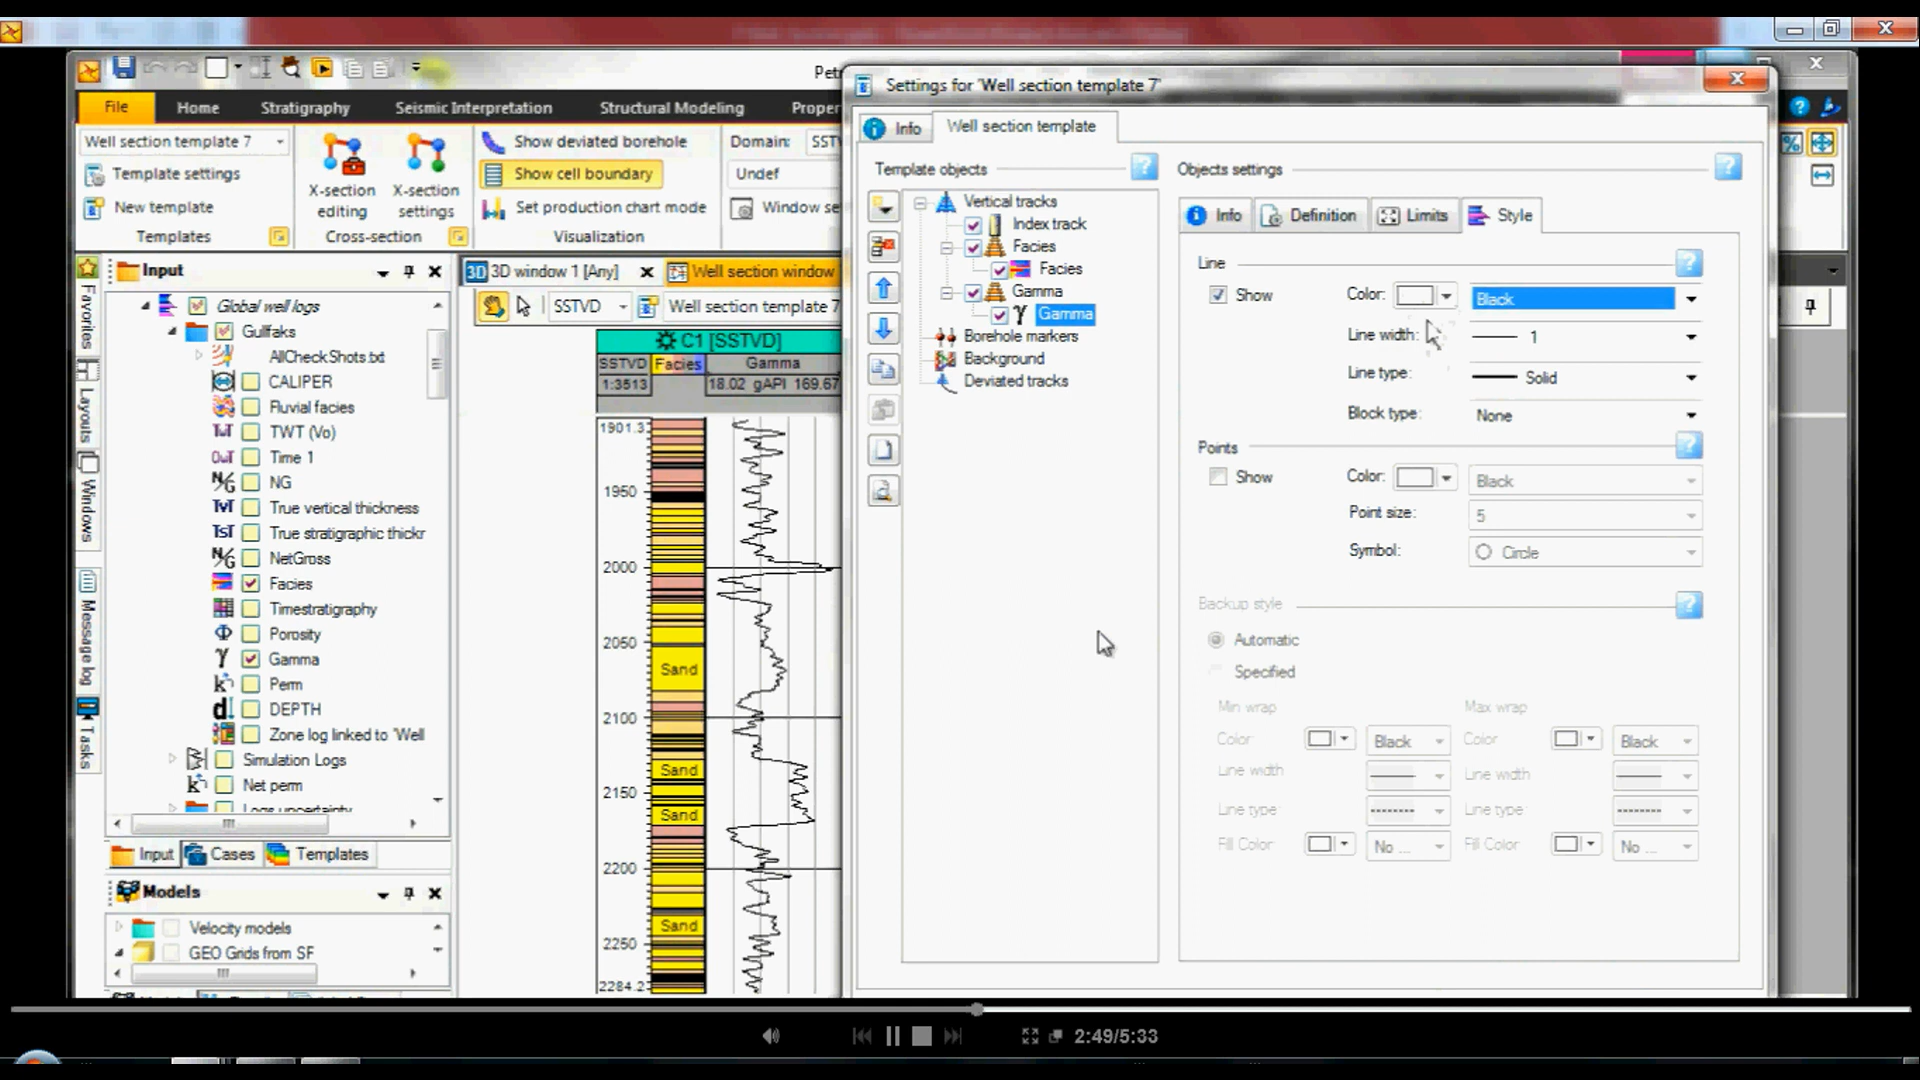 Settings for 'Well section template 7'
File Home Stratigraphy Seismic Interpretation Structural Modeling
Info Well section template
Well section template 7
Template settings
New template
Templates
X-section editing
X-section settings
Cross-section
Show deviated borehole
Show cell boundary
Set production chart mode
Visualization
Domain:
Undef
Template objects
Vertical tracks
Index track
Facies
Facies
Gamma
Gamma
Borehole markers
Background
Deviated tracks
Objects settings
Info Definition Limits Style
Line
Show
Color: Black
Line width: 1
Line type: Solid
Block type: None
Points
Show
Color: Black
Point size: 5
Symbol: Circle
Backup style
Automatic
Specified
Min wrap Max wrap
Color Black Color Black
Line width Line width
Line type Line type
Fill Color No ... Fill Color No ...
Favorites
Layouts
Windows
Message log
Tasks
Input
Global well logs
Gullfaks
AllCheckShots.txt
CALIPER
Fluvial facies
TWT (Vo)
Time 1
NG
True vertical thickness
True stratigraphic thickr
NetGross
Facies
Timestratigraphy
Porosity
Gamma
Perm
DEPTH
Zone log linked to 'Well
Simulation Logs
Net perm
Logs uncertainty
Input Cases Templates
Models
Velocity models
GEO Grids from SF
3D 3D window 1 [Any] Well section window
SSTVD Well section template 7
C1 [SSTVD]
SSTVD Facies Gamma
1:3513 18.02 gAPI 169.67
1901.3
1950
2000
2050
Sand
2100
Sand
2150
Sand
2200
Sand
2250
2284.2
2:49/5:33